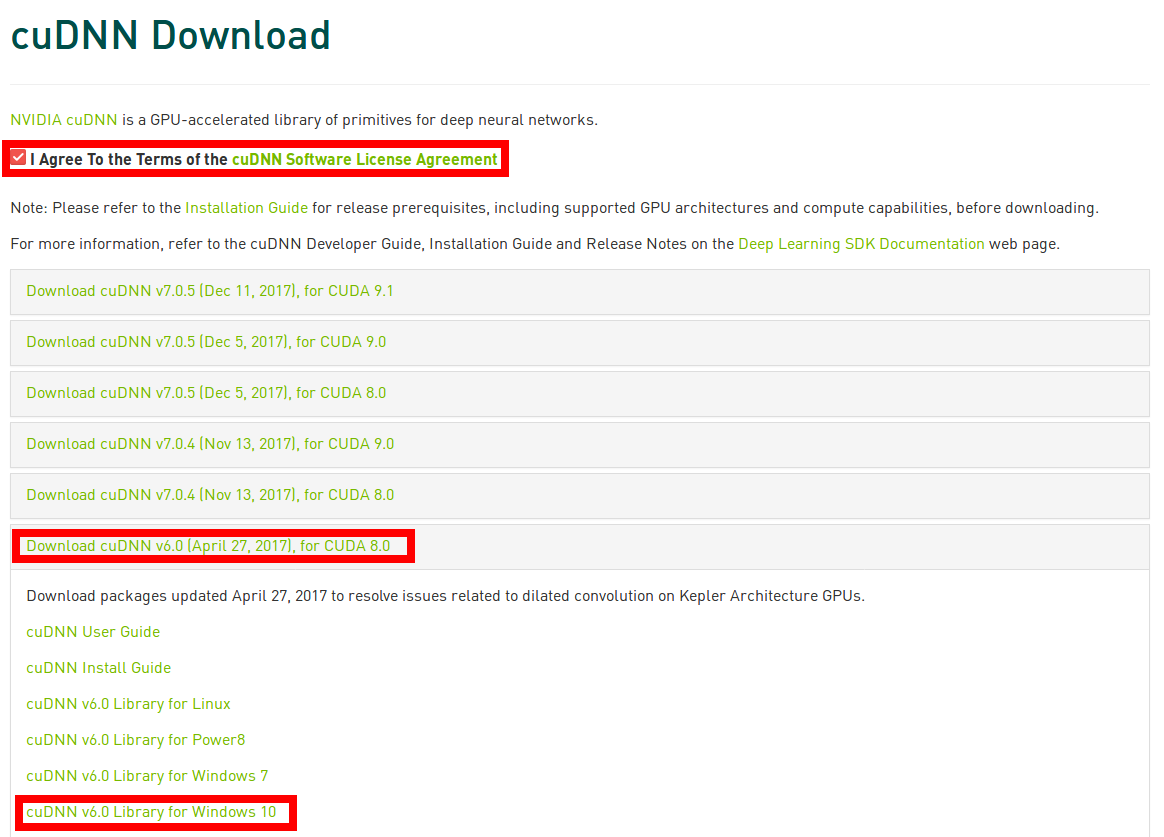 cuDNN Download
NVIDIA cuDNN is a GPU-accelerated library of primitives for deep neural networks.
I Agree To the Terms of the cuDNN Software License Agreement
Note: Please refer to the Installation Guide for release prerequisites, including supported GPU architectures and compute capabilities, before downloading.
For more information, refer to the cuDNN Developer Guide, Installation Guide and Release Notes on the Deep Learning SDK Documentation web page.
Download cuDNN v7.0.5 (Dec 11, 2017), for CUDA 9.1
Download cuDNN v7.0.5 (Dec 5, 2017), for CUDA 9.0
Download cuDNN v7.0.5 (Dec 5, 2017), for CUDA 8.0
Download cuDNN v7.0.4 (Nov 13, 2017), for CUDA 9.0
Download cuDNN v7.0.4 (Nov 13, 2017), for CUDA 8.0
Download cuDNN v6.0 (April 27, 2017), for CUDA 8.0
Download packages updated April 27, 2017 to resolve issues related to dilated convolution on Kepler Architecture GPUs.
cuDNN User Guide
cuDNN Install Guide
cuDNN v6.0 Library for Linux
cuDNN v6.0 Library for Power8
cuDNN v6.0 Library for Windows 7
cuDNN v6.0 Library for Windows 10